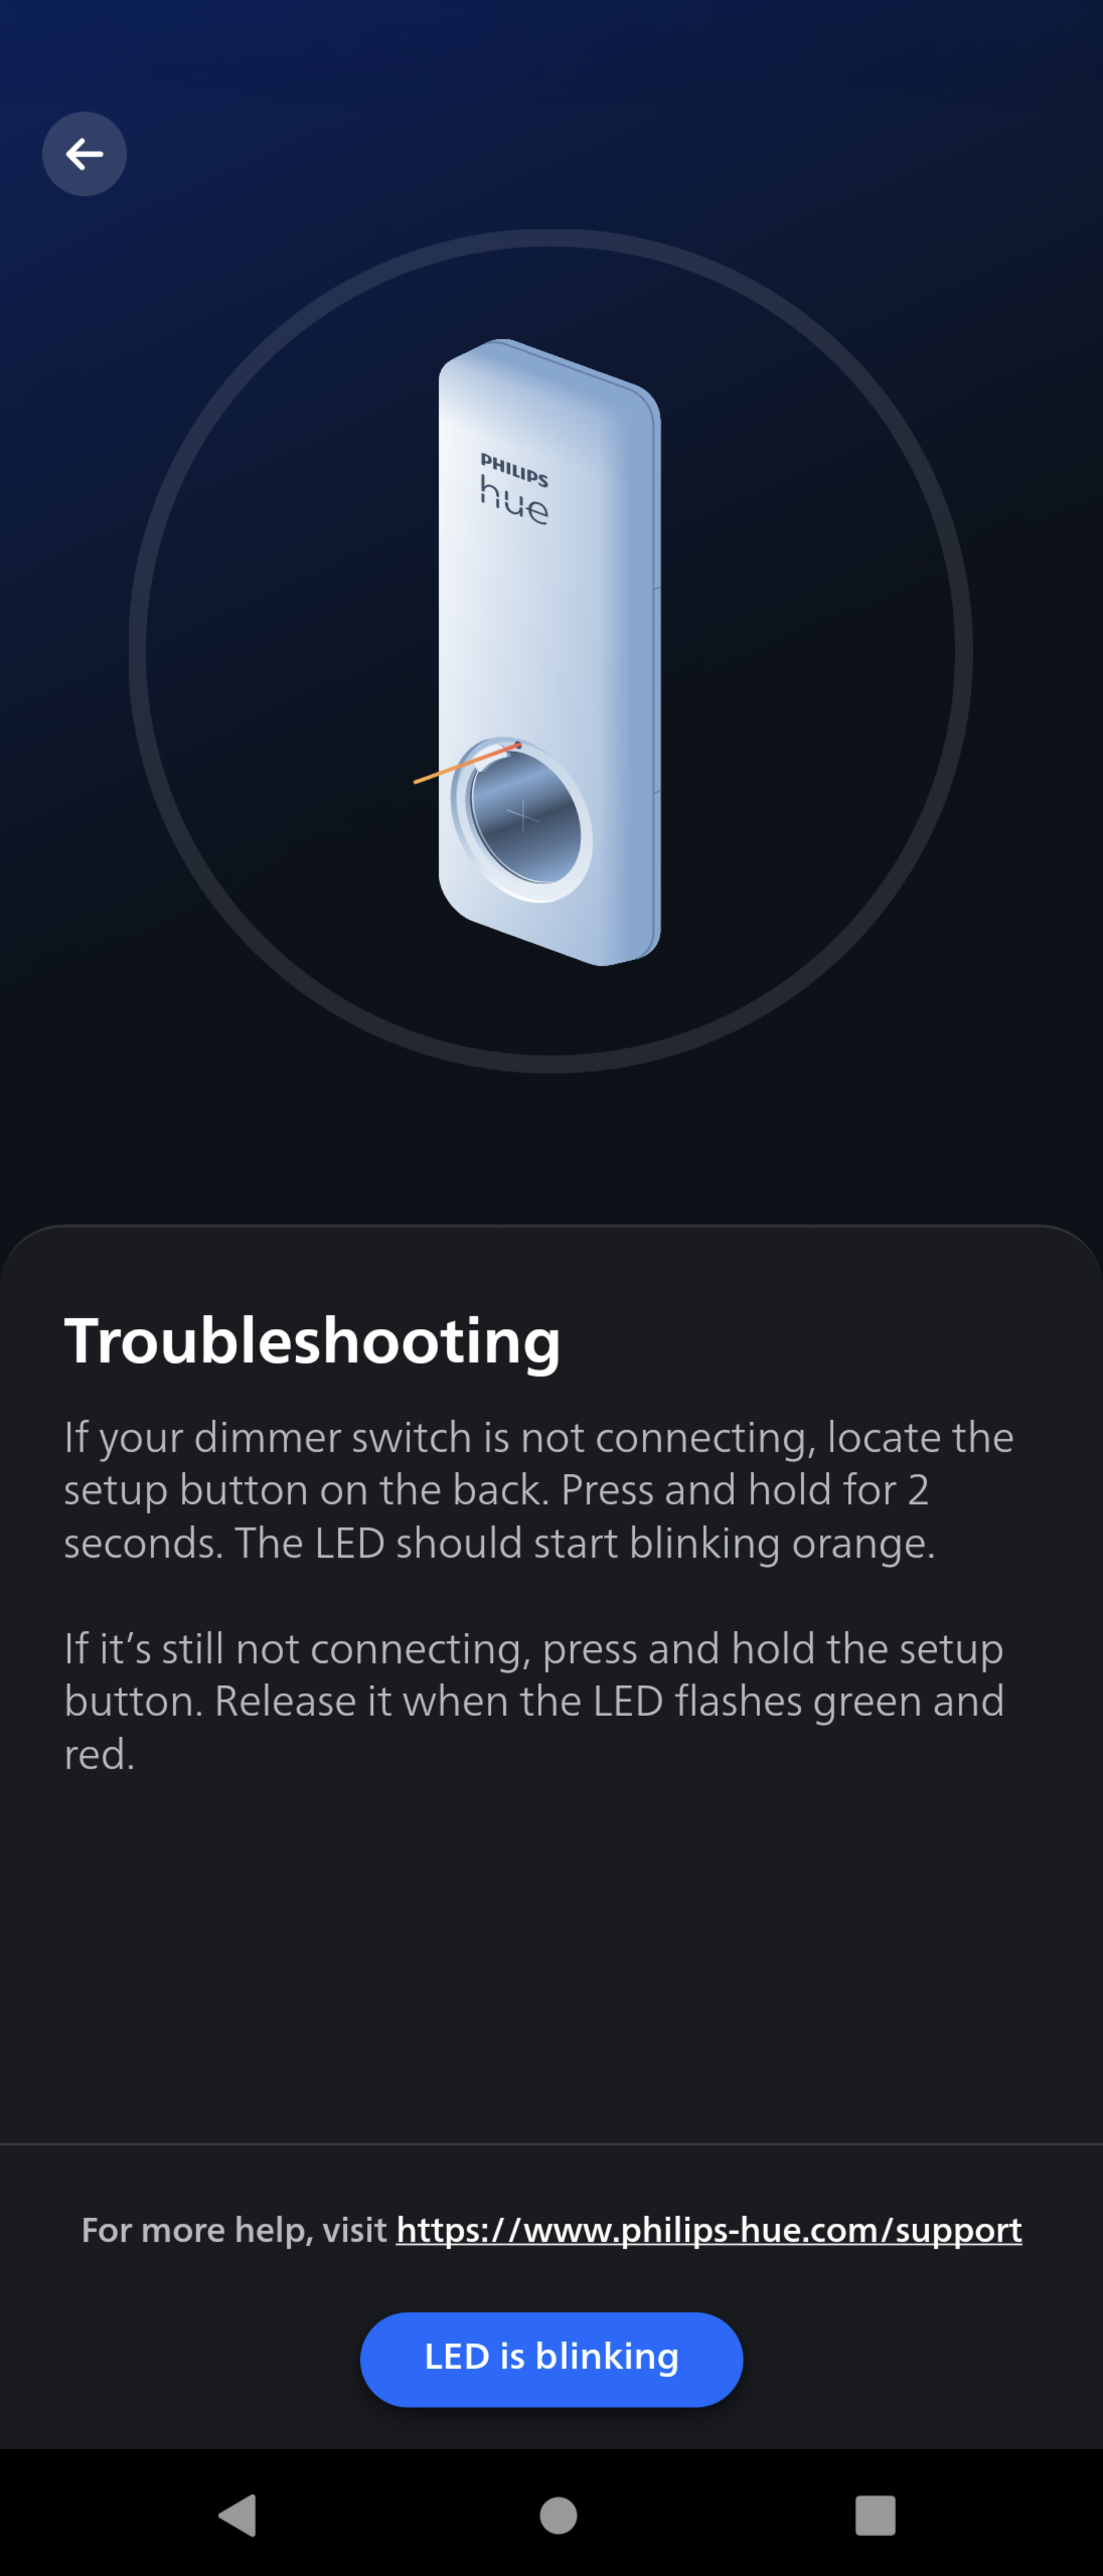 PHILIPS
hue
Troubleshooting
If your dimmer switch is not connecting, locate the
setup button on the back. Press and hold for 2
seconds. The LED should start blinking orange.
If it’s still not connecting, press and hold the setup
button. Release it when the LED flashes green and
red.
For more help, visit https://www.philips-hue.com/support
LED is blinking